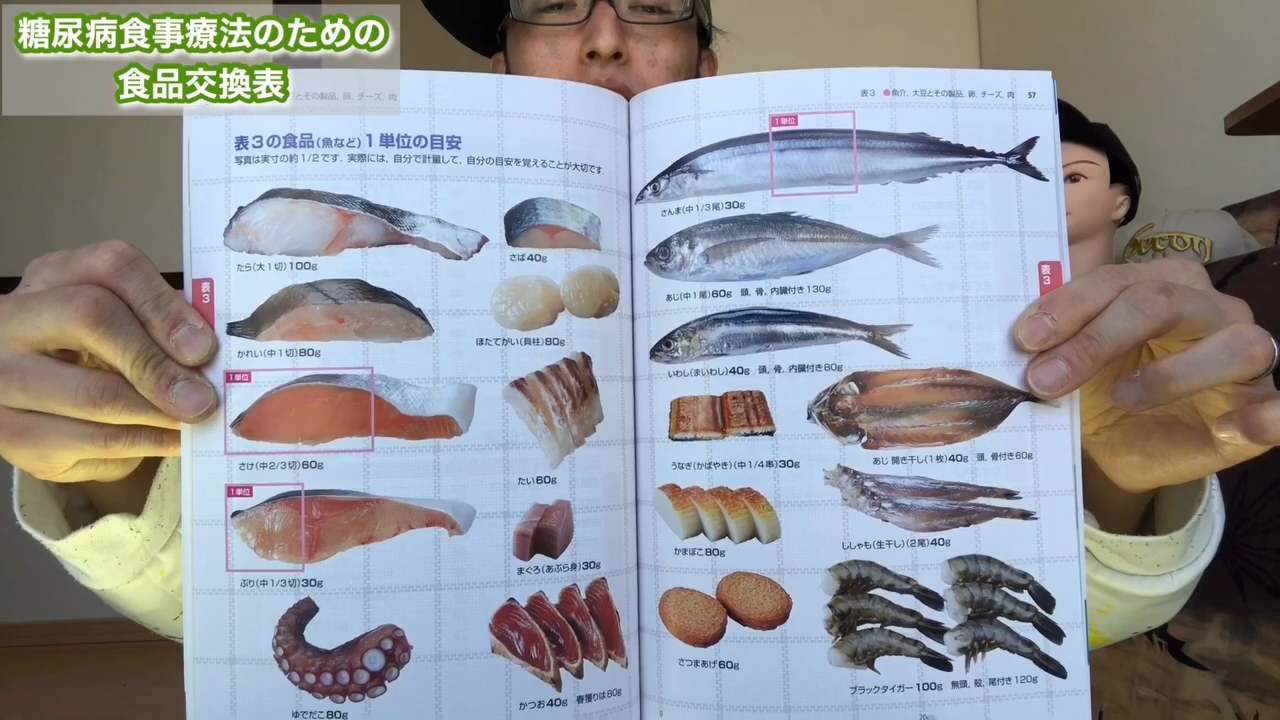 糖尿病食事療法のための
食品交換表
とその製品, 卵, チーズ, 肉
表3の食品(魚など)1単位の目安
写真は実寸の約1/2です. 実際には, 自分で計量して, 自分の目安を覚えることが大切です.
たら(大1切)100g
さば40g
表3
かれい(中1切)80g
ほたてがい(貝柱)80g
1単位
さけ(中2/3切)60g
たい60g
1単位
ぶり(中1/3切)30g
まぐろ(あぶら身)30g
ゆでだこ80g
かつお40g 春獲りは80g
表3 ●魚介, 大豆とその製品, 卵, チーズ, 肉 57
1単位
さんま(中1/3尾)30g
あじ(中1尾)60g 頭, 骨, 内臓付き130g
表3
いわし(まいわし)40g 頭, 骨, 内臓付き80g
うなぎ(かばやき)(中1/4串)30g
あじ 開き干し(1枚)40g 頭, 骨付き60g
かまぼこ80g
ししゃも(生干し)(2尾)40g
さつまあげ60g
ブラックタイガー100g 無頭, 殻, 尾付き120g